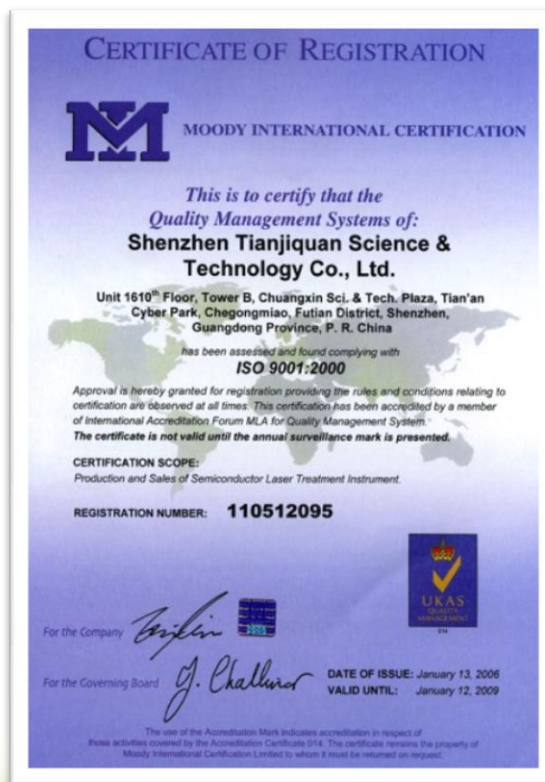 CERTIFICATE OF REGISTRATION
MI
MOODY INTERNATIONAL CERTIFICATION
This is to certify that the
Quality Management Systems of:
Shenzhen Tianjiquan Science &
Technology Co., Ltd.
Unit 1610th Floor, Tower B, Chuangxin Sci. & Tech. Plaza, Tian'an
Cyber Park, Chegongmiao, Futian District, Shenzhen,
Guangdong Province, P. R. China
has been assessed and found complying with
ISO 9001:2000
Approval is hereby granted for registration providing the rules and conditions relating to
certification are observed at all times. This certification has been accredited by a member
of International Accreditation Forum MLA for Quality Management System.
The certificate is not valid until the annual surveillance mark is presented.
CERTIFICATION SCOPE:
Production and Sales of Semiconductor Laser Treatment Instrument.
REGISTRATION NUMBER: 110512095
UKAS
QUALITY
MANAGEMENT
014
For the Company
2006
For the Governing Board J. Challinor
DATE OF ISSUE: January 13, 2006
VALID UNTIL: January 12, 2009
The use of the Accreditation Mark indicates accreditation in respect of
those activities covered by the Accreditation Certificate 014. The certificate remains the property of
Moody International Certification Limited to whom it must be returned on request.